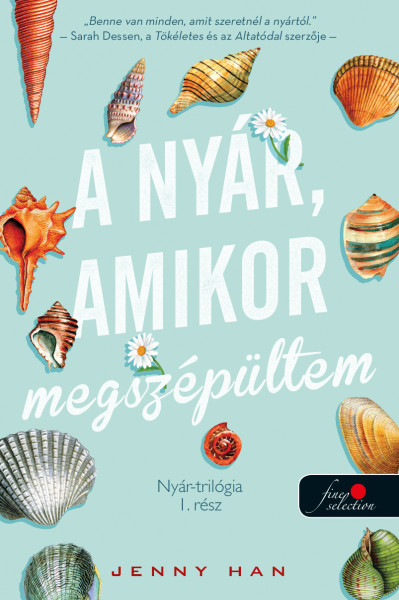 „Benne van minden, amit szeretnél a nyártól.”
— Sarah Dessen, a Tökéletes és az Altatódal szerzője —
A NYÁR,
AMIKOR
megszépültem
Nyár-trilógia
I. rész
fine
selection
JENNY HAN